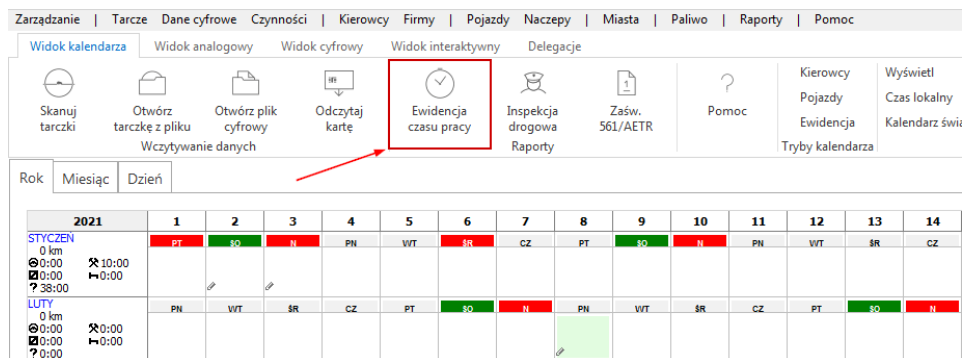 Zarządzanie | Tarcze Dane cyfrowe Czynności | Kierowcy Firmy | Pojazdy Naczepy | Miasta | Paliwo | Raporty | Pomoc
Widok kalendarza Widok analogowy Widok cyfrowy Widok interaktywny Delegacje
Skanuj tarczki
Otwórz tarczkę z pliku
Otwórz plik cyfrowy
Odczytaj kartę
Ewidencja czasu pracy
Inspekcja drogowa
Zaśw. 561/AETR
Pomoc
Kierowcy
Pojazdy
Ewidencja
Wyświetl
Czas lokalny
Kalendarz świą
Wczytywanie danych Raporty Tryby kalendarza
Rok Miesiąc Dzień
2021 1 2 3 4 5 6 7 8 9 10 11 12 13 14
STYCZEŃ PT SO N PN WT ŚR CZ PT SO N PN WT ŚR CZ
0 km
0:00 10:00
0:00 0:00
? 38:00
LUTY PN WT ŚR CZ PT SO N PN WT ŚR CZ PT SO N
0 km
0:00 0:00
0:00 0:00
? 0:00